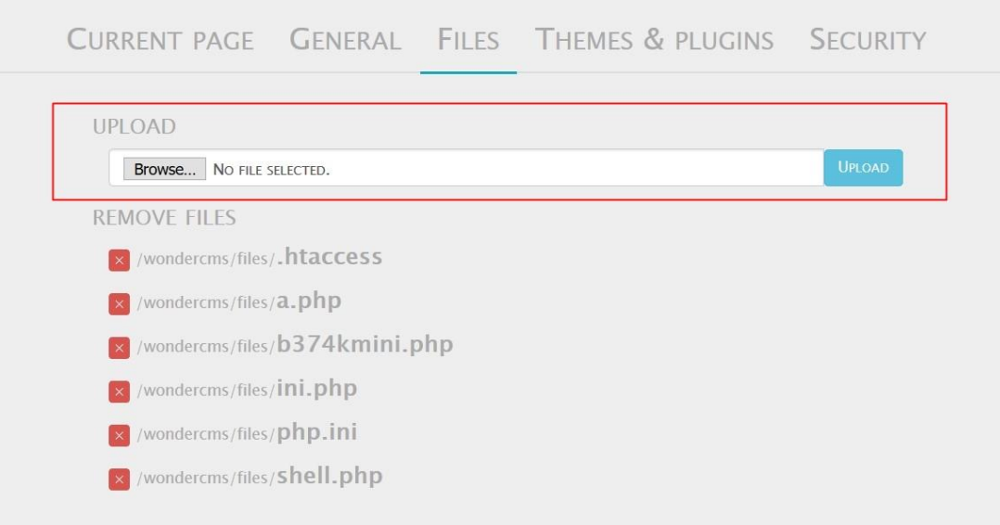 CURRENT PAGE GENERAL FILES THEMES & PLUGINS SECURITY
UPLOAD
Browse... NO FILE SELECTED. UPLOAD
REMOVE FILES
× /wondercms/files/.htaccess
× /wondercms/files/a.php
× /wondercms/files/b374kmini.php
× /wondercms/files/ini.php
× /wondercms/files/php.ini
× /wondercms/files/shell.php